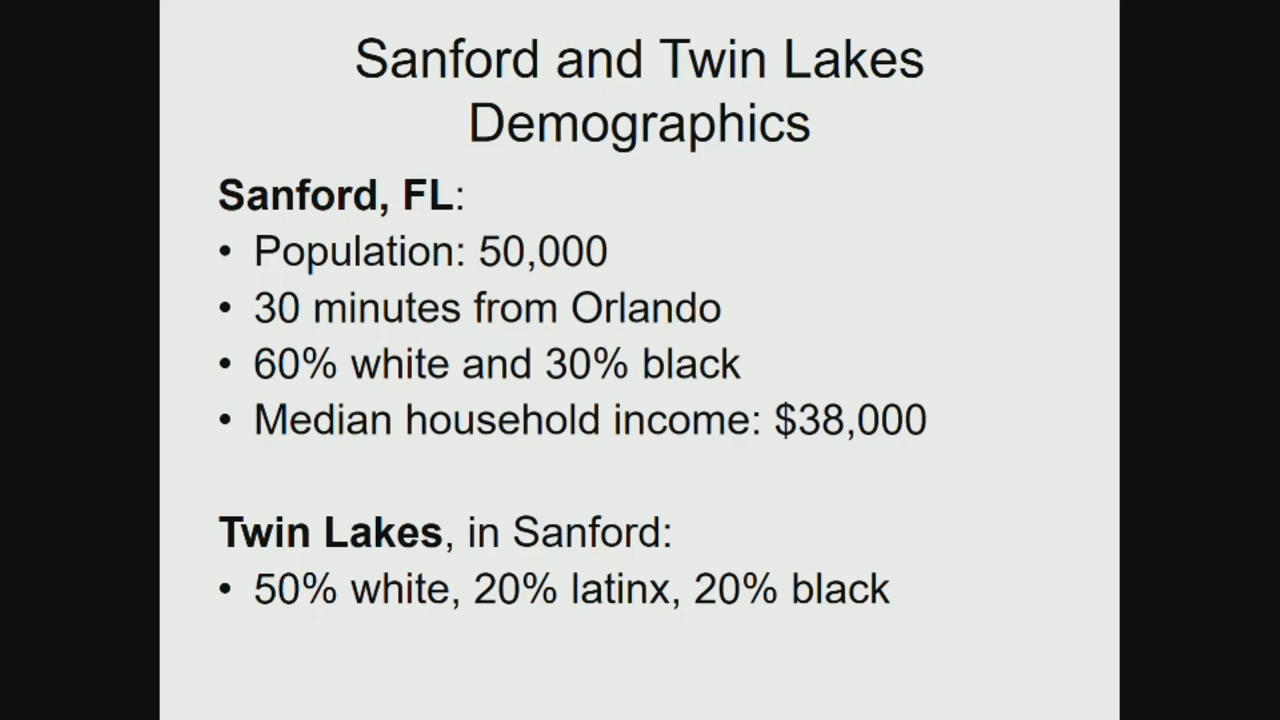 Sanford and Twin Lakes
Demographics
Sanford, FL:
• Population: 50,000
• 30 minutes from Orlando
• 60% white and 30% black
• Median household income: $38,000
Twin Lakes, in Sanford:
• 50% white, 20% latinx, 20% black